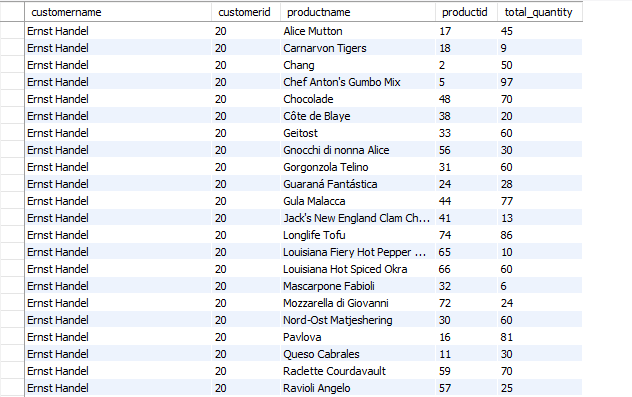 customername customerid productname productid total_quantity
Ernst Handel 20 Alice Mutton 17 45
Ernst Handel 20 Carnarvon Tigers 18 9
Ernst Handel 20 Chang 2 50
Ernst Handel 20 Chef Anton's Gumbo Mix 5 97
Ernst Handel 20 Chocolade 48 70
Ernst Handel 20 Côte de Blaye 38 20
Ernst Handel 20 Geitost 33 60
Ernst Handel 20 Gnocchi di nonna Alice 56 30
Ernst Handel 20 Gorgonzola Telino 31 60
Ernst Handel 20 Guaraná Fantástica 24 28
Ernst Handel 20 Gula Malacca 44 77
Ernst Handel 20 Jack's New England Clam Ch... 41 13
Ernst Handel 20 Longlife Tofu 74 86
Ernst Handel 20 Louisiana Fiery Hot Pepper ... 65 10
Ernst Handel 20 Louisiana Hot Spiced Okra 66 60
Ernst Handel 20 Mascarpone Fabioli 32 6
Ernst Handel 20 Mozzarella di Giovanni 72 24
Ernst Handel 20 Nord-Ost Matjeshering 30 60
Ernst Handel 20 Pavlova 16 81
Ernst Handel 20 Queso Cabrales 11 30
Ernst Handel 20 Raclette Courdavault 59 70
Ernst Handel 20 Ravioli Angelo 57 25